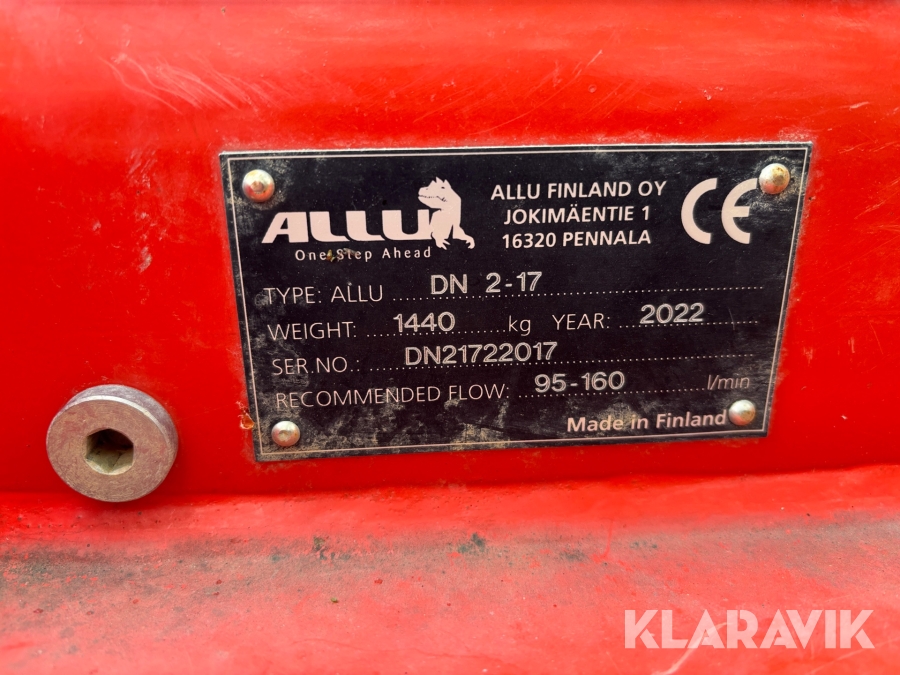 ALLU
One Step Ahead
ALLU FINLAND OY
JOKIMÄENTIE 1
16320 PENNALA
CE
TYPE: ALLU DN 2-17
WEIGHT: 1440 kg YEAR: 2022
SER.NO.: DN21722017
RECOMMENDED FLOW: 95-160 l/min
Made in Finland
KLARAVIK